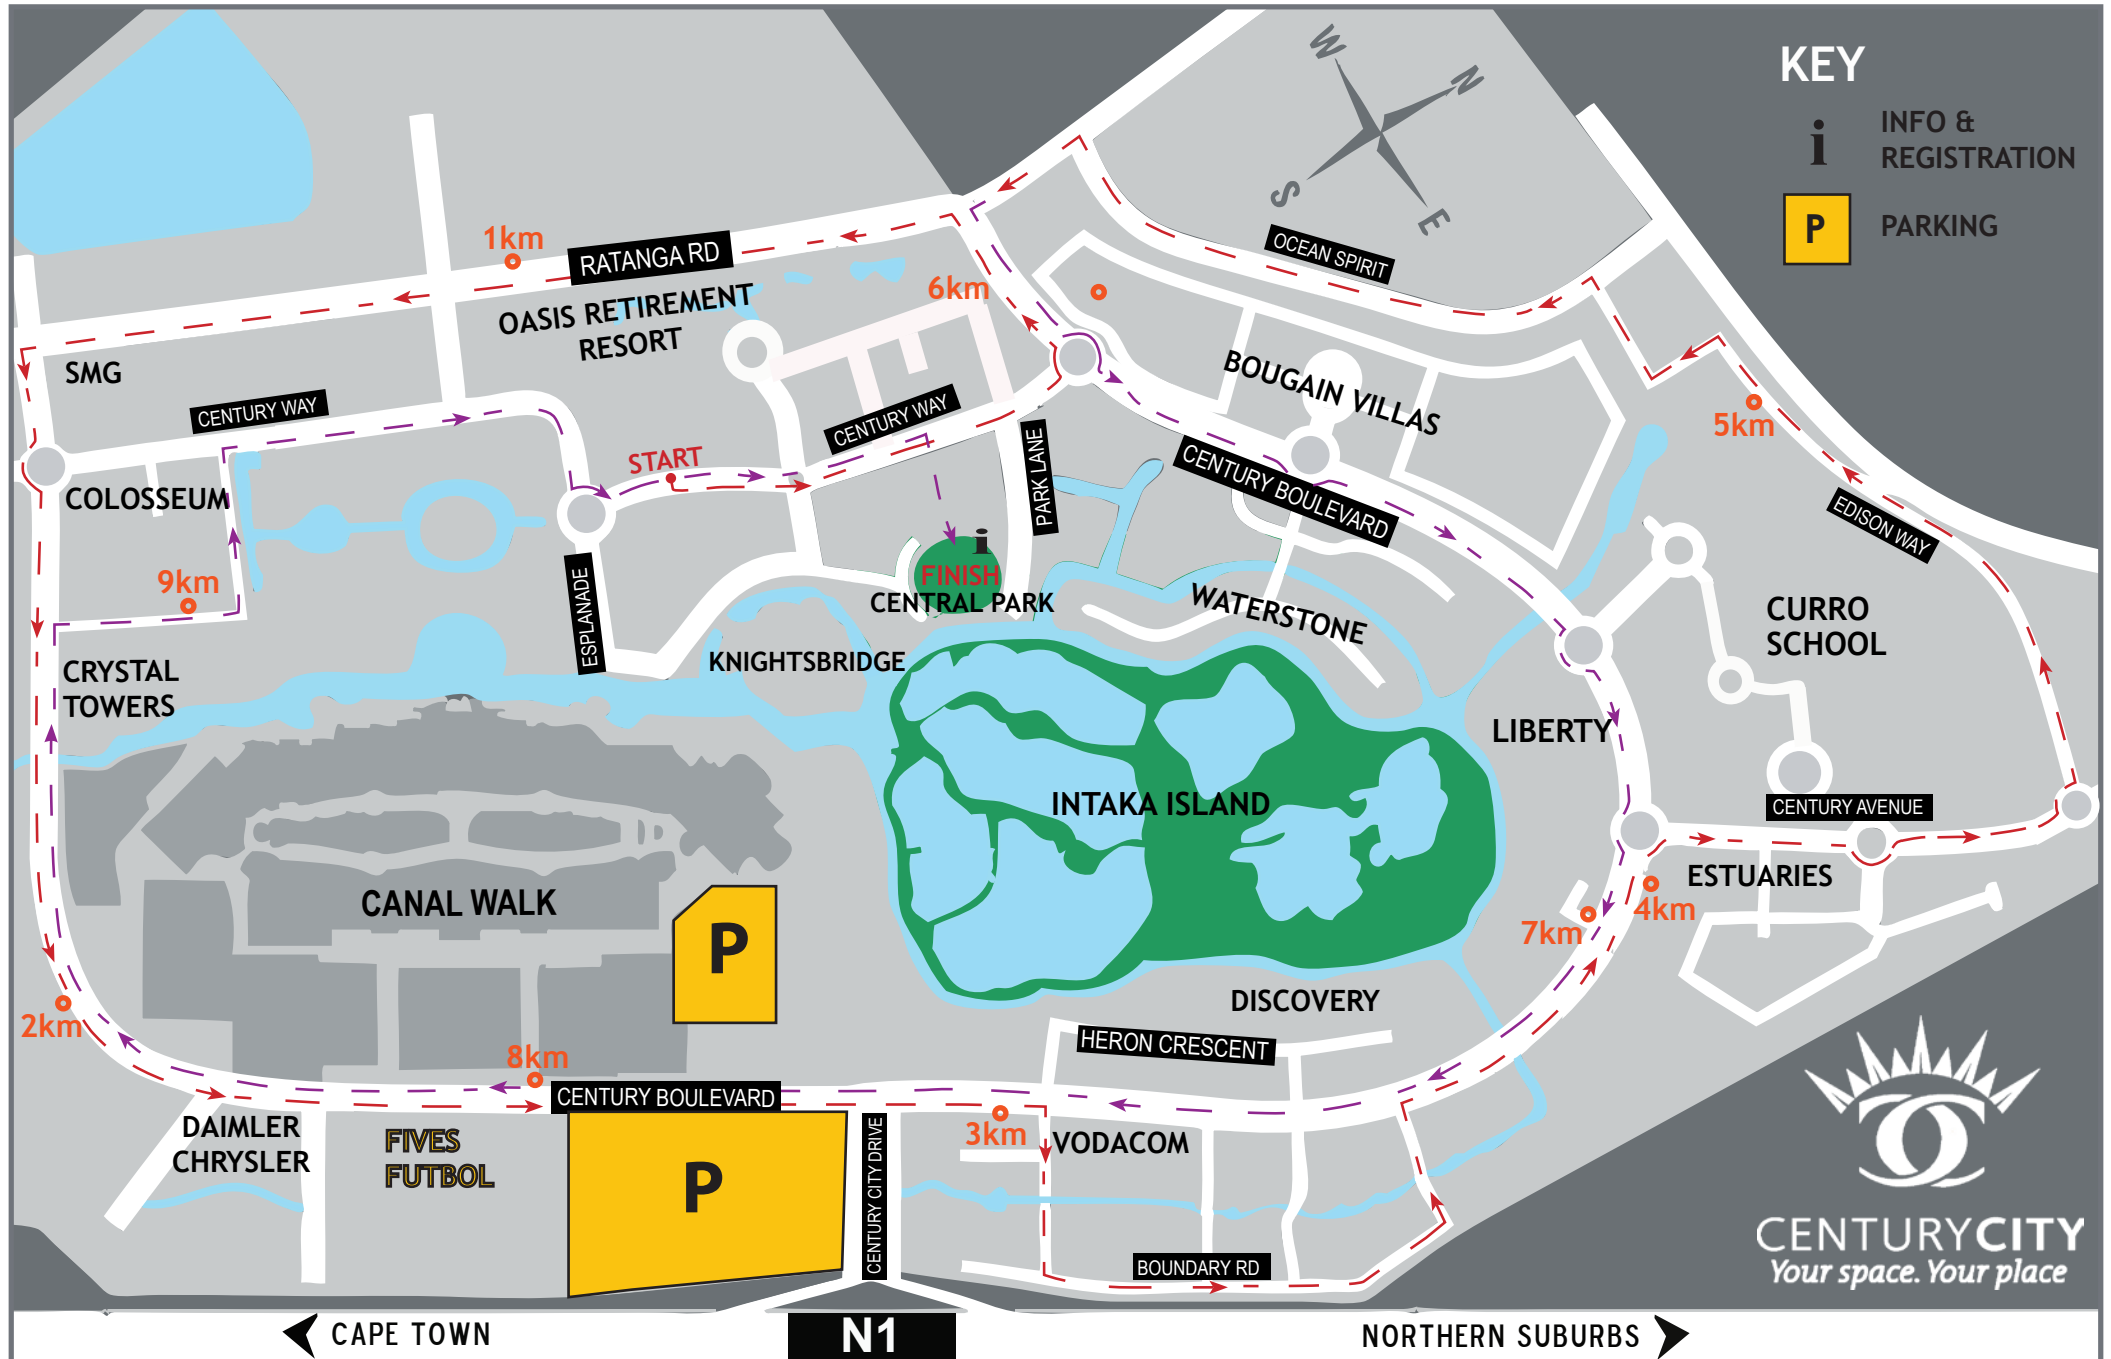 W
N
S
E
KEY
i
INFO &
REGISTRATION
P
PARKING
1km
RATANGA RD
OASIS RETIREMENT
RESORT
6km
OCEAN SPIRIT
SMG
CENTURY WAY
CENTURY WAY
START
BOUGAIN VILLAS
5km
PARK LANE
CENTURY BOULEVARD
EDISON WAY
COLOSSEUM
9km
ESPLANADE
i
FINISH
CENTRAL PARK
WATERSTONE
CURRO
SCHOOL
CRYSTAL
TOWERS
KNIGHTSBRIDGE
LIBERTY
INTAKA ISLAND
CENTURY AVENUE
ESTUARIES
CANAL WALK
P
7km
4km
2km
DISCOVERY
HERON CRESCENT
8km
CENTURY BOULEVARD
3km
VODACOM
DAIMLER
CHRYSLER
FIVES
FUTBOL
P
CENTURY CITY DRIVE
BOUNDARY RD
CENTURYCITY
Your space. Your place
CAPE TOWN
N1
NORTHERN SUBURBS